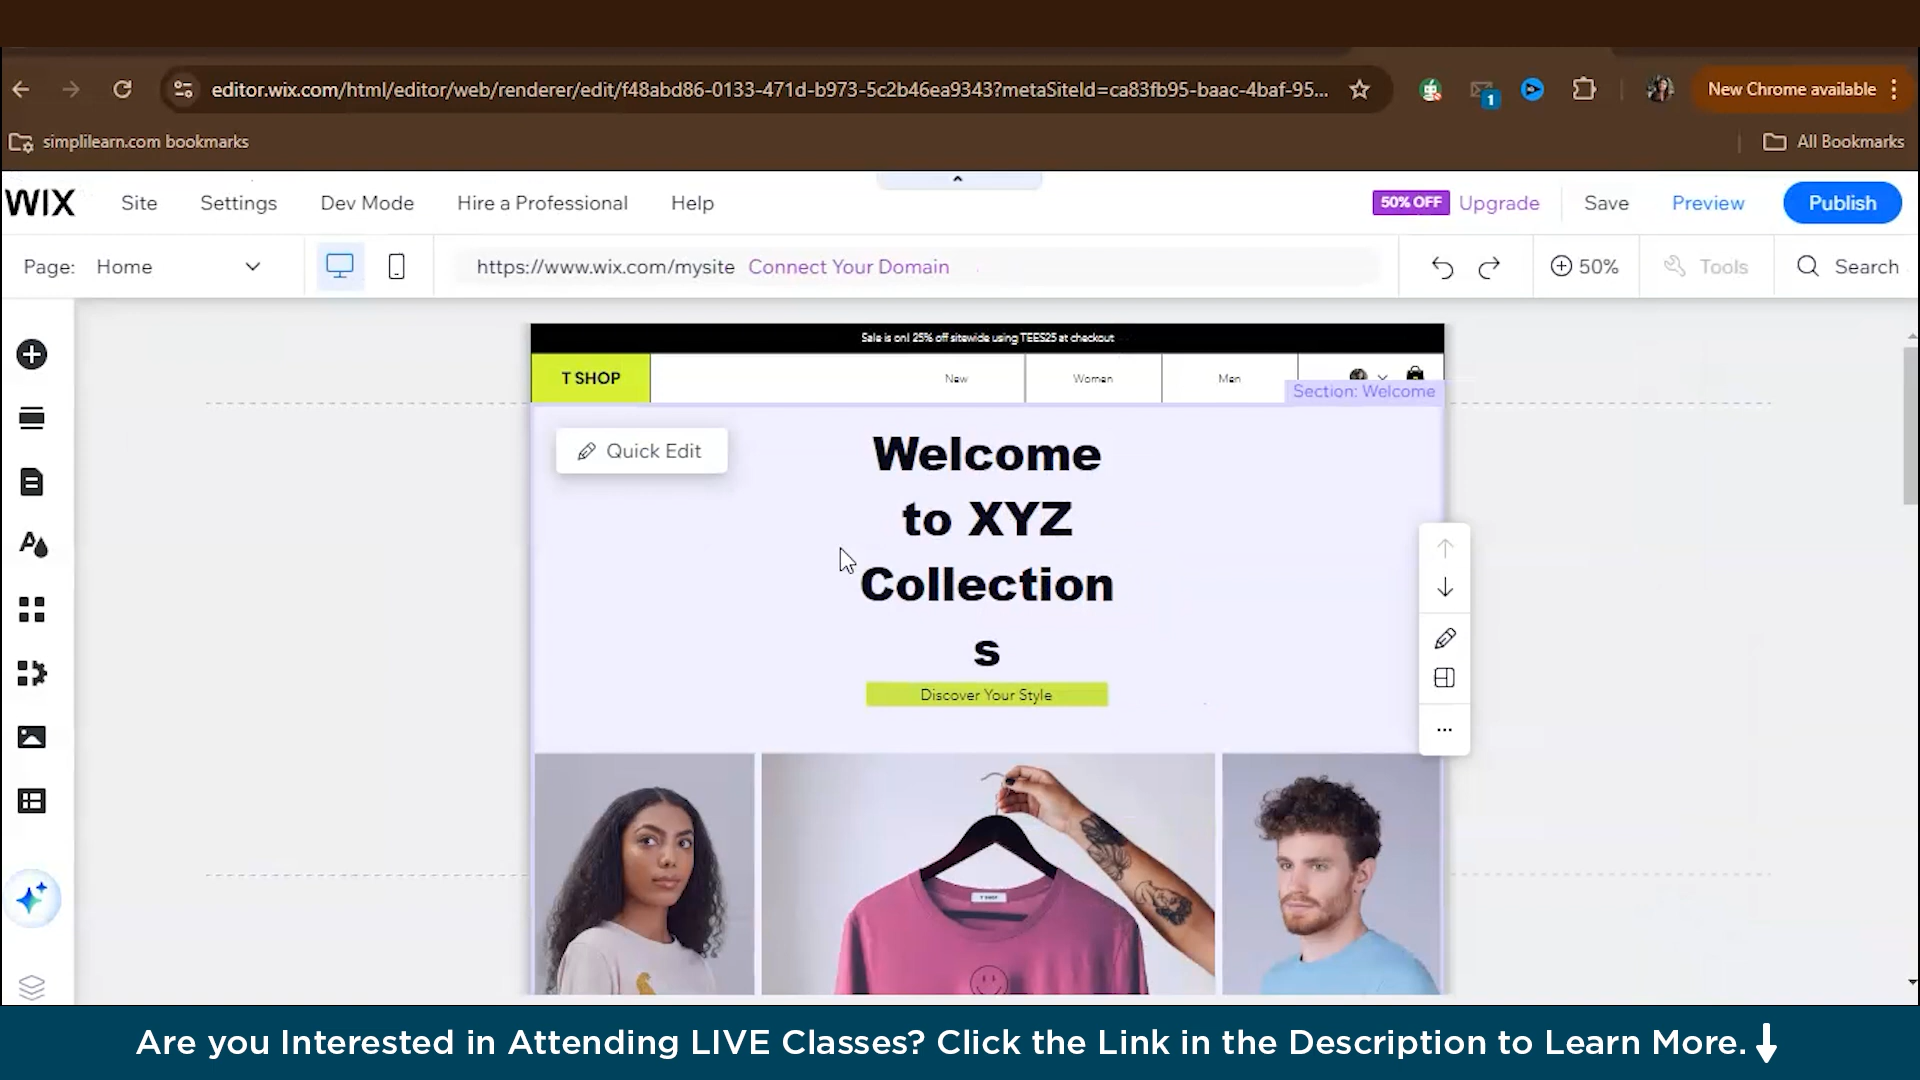 editor.wix.com/html/editor/web/renderer/edit/f48abd86-0133-471d-b973-5c2b46ea9343?metaSiteId=ca83fb95-baac-4baf-95...
1
New Chrome available
simplilearn.com bookmarks
All Bookmarks
WIX
Site
Settings
Dev Mode
Hire a Professional
Help
50% OFF
Upgrade
Save
Preview
Publish
Page: Home
https://www.wix.com/mysite Connect Your Domain
50%
Tools
Search
Sale is on! 25% off sitewide using TEES25 at checkout
T SHOP
New
Women
Men
Section: Welcome
Quick Edit
Welcome
to XYZ
Collection
s
Discover Your Style
T SHOP
Are you Interested in Attending LIVE Classes? Click the Link in the Description to Learn More.